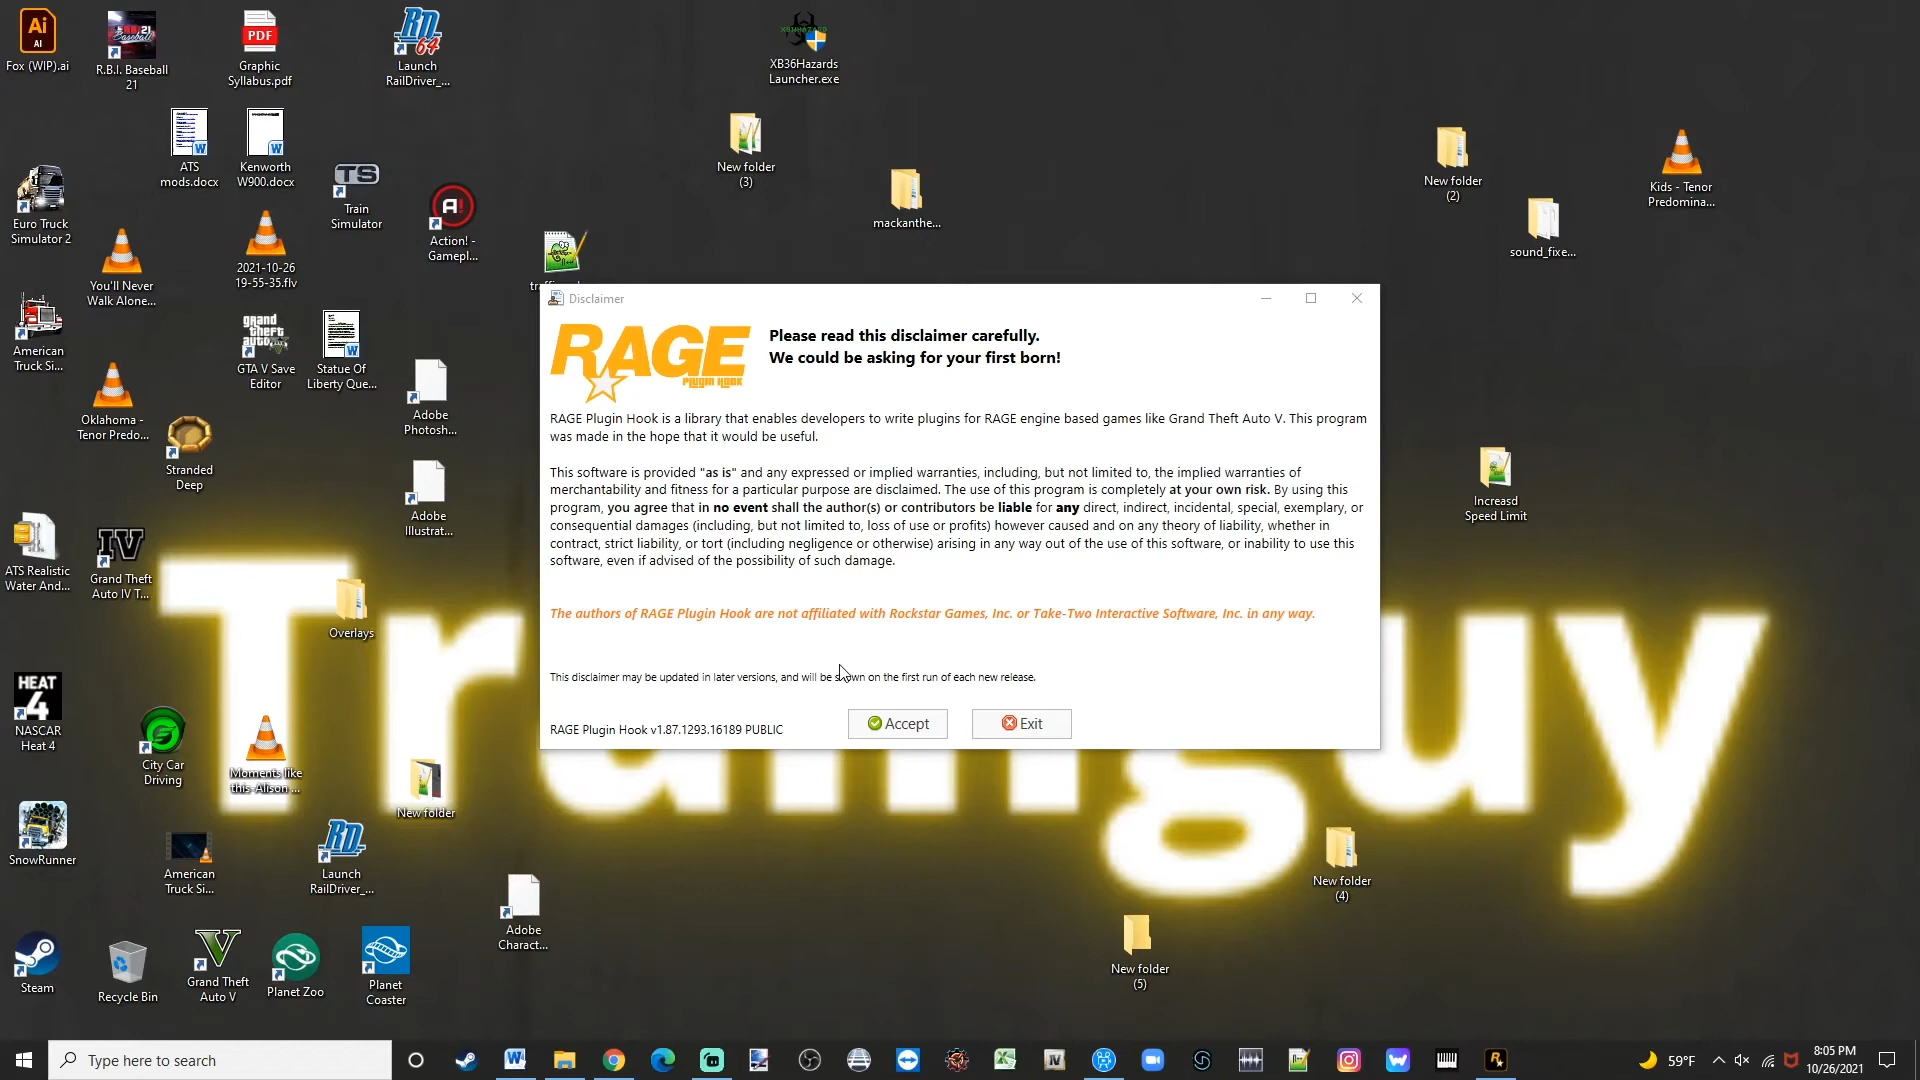 Fox (WIP).ai
R.B.I. Baseball
21
PDF
Graphic
Syllabus.pdf
Launch
RailDriver_...
XB36Hazards
Launcher.exe
ATS
mods.docx
Kenworth
W900.docx
TS
Train
Simulator
Action! -
Gamepl...
New folder
(3)
mackanthe...
New folder
(2)
sound_fixe...
Kids - Tenor
Predomina...
Euro Truck
Simulator 2
You'll Never
Walk Alone...
2021-10-26
19-55-35.flv
American
Truck Si...
GTA V Save
Editor
Statue Of
Liberty Que...
Oklahoma -
Tenor Predo...
Stranded
Deep
Adobe
Photosh...
Adobe
Illustrat...
ATS Realistic
Water And...
Grand Theft
Auto IV T...
Overlays
Increasd
Speed Limit
HEAT
4
NASCAR
Heat 4
City Car
Driving
Moments like
this-Alison ...
New folder
SnowRunner
American
Truck Si...
Launch
RailDriver_...
Adobe
Charact...
New folder
(4)
New folder
(5)
Steam
Recycle Bin
Grand Theft
Auto V
Planet Zoo
Planet
Coaster
Disclaimer
RAGE
PLUGIN HOOK
Please read this disclaimer carefully.
We could be asking for your first born!
RAGE Plugin Hook is a library that enables developers to write plugins for RAGE engine based games like Grand Theft Auto V. This program
was made in the hope that it would be useful.
This software is provided "as is" and any expressed or implied warranties, including, but not limited to, the implied warranties of
merchantability and fitness for a particular purpose are disclaimed. The use of this program is completely at your own risk. By using this
program, you agree that in no event shall the author(s) or contributors be liable for any direct, indirect, incidental, special, exemplary, or
consequential damages (including, but not limited to, loss of use or profits) however caused and on any theory of liability, whether in
contract, strict liability, or tort (including negligence or otherwise) arising in any way out of the use of this software, or inability to use this
software, even if advised of the possibility of such damage.
The authors of RAGE Plugin Hook are not affiliated with Rockstar Games, Inc. or Take-Two Interactive Software, Inc. in any way.
This disclaimer may be updated in later versions, and will be shown on the first run of each new release.
RAGE Plugin Hook v1.87.1293.16189 PUBLIC
Accept
Exit
Type here to search
59°F
8:05 PM
10/26/2021